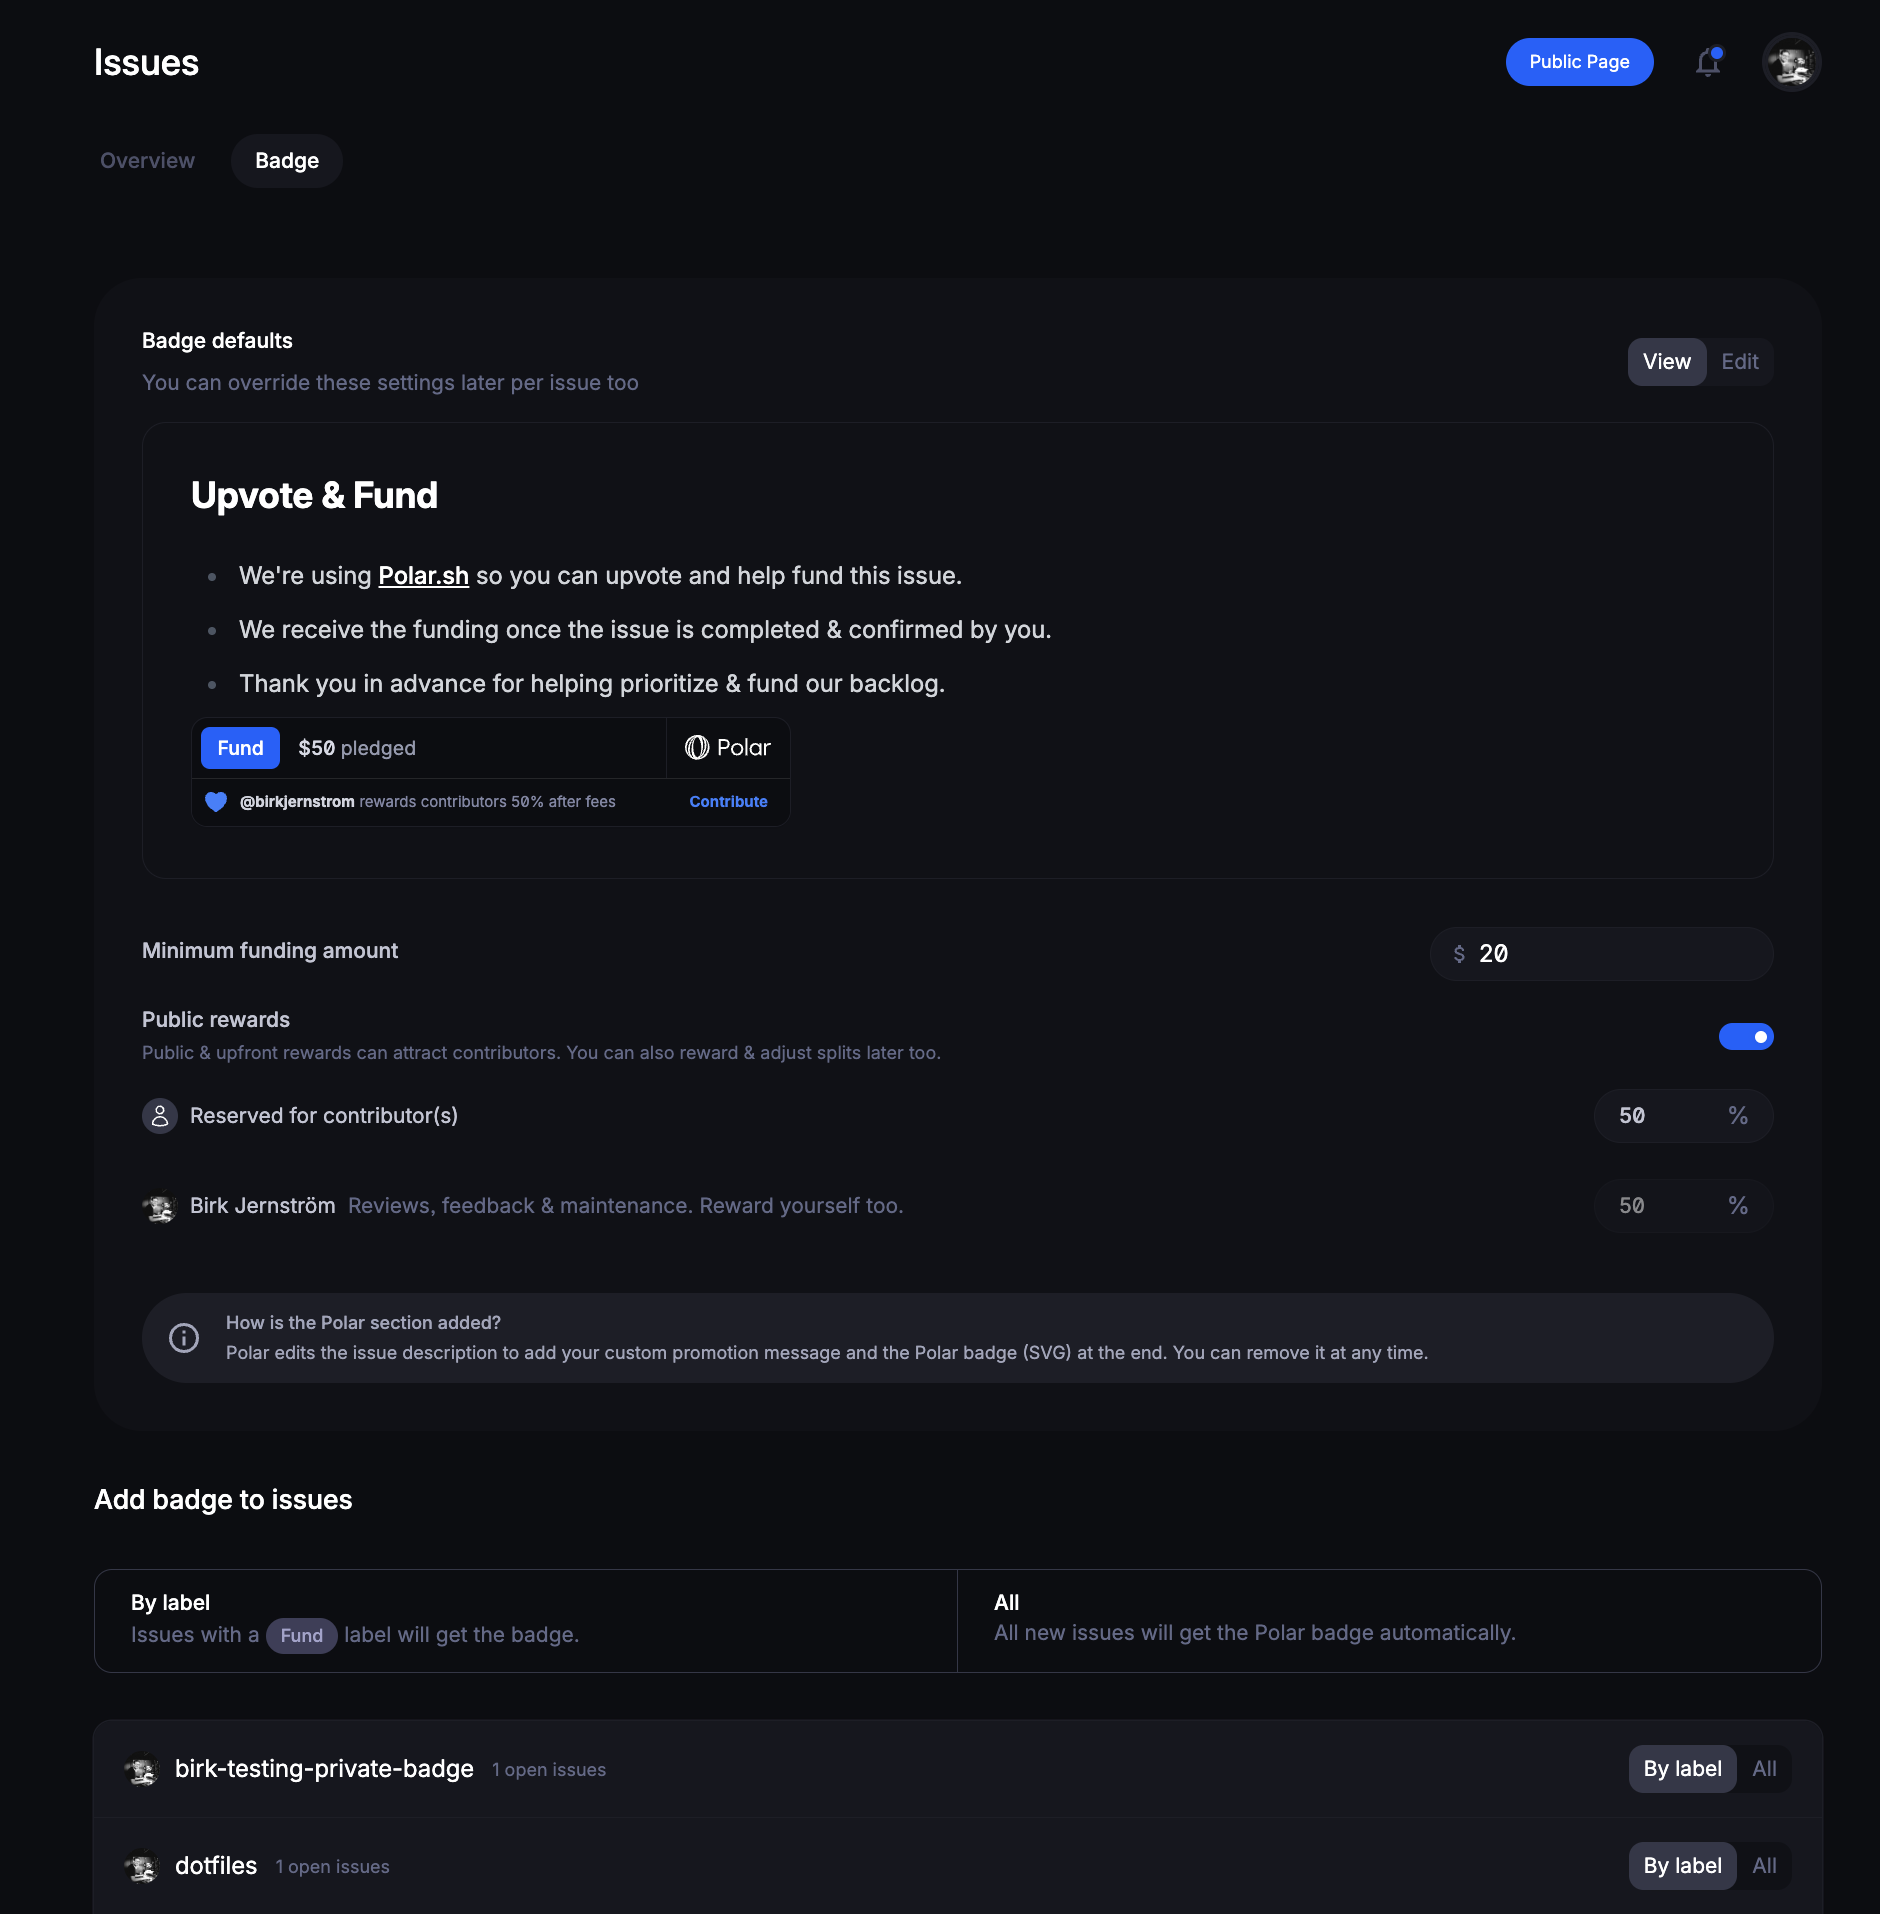 Issues
Public Page
Overview
Badge
Badge defaults
You can override these settings later per issue too
View
Edit
Upvote & Fund
We're using Polar.sh so you can upvote and help fund this issue.
We receive the funding once the issue is completed & confirmed by you.
Thank you in advance for helping prioritize & fund our backlog.
Fund
$50 pledged
Polar
@birkjernstrom rewards contributors 50% after fees
Contribute
Minimum funding amount
$ 20
Public rewards
Public & upfront rewards can attract contributors. You can also reward & adjust splits later too.
Reserved for contributor(s)
50 %
Birk Jernström Reviews, feedback & maintenance. Reward yourself too.
50 %
How is the Polar section added?
Polar edits the issue description to add your custom promotion message and the Polar badge (SVG) at the end. You can remove it at any time.
Add badge to issues
By label
Issues with a Fund label will get the badge.
All
All new issues will get the Polar badge automatically.
birk-testing-private-badge 1 open issues
By label
All
dotfiles 1 open issues
By label
All